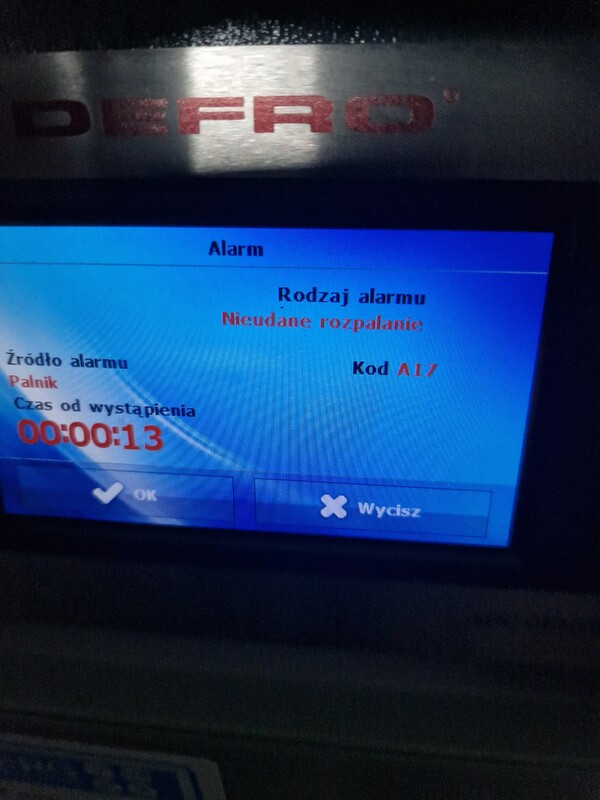 DEFRO®
Alarm
Rodzaj alarmu
Nieudane rozpalanie
Źródło alarmu
Palnik
Kod A17
Czas od wystąpienia
00:00:13
OK
Wycisz